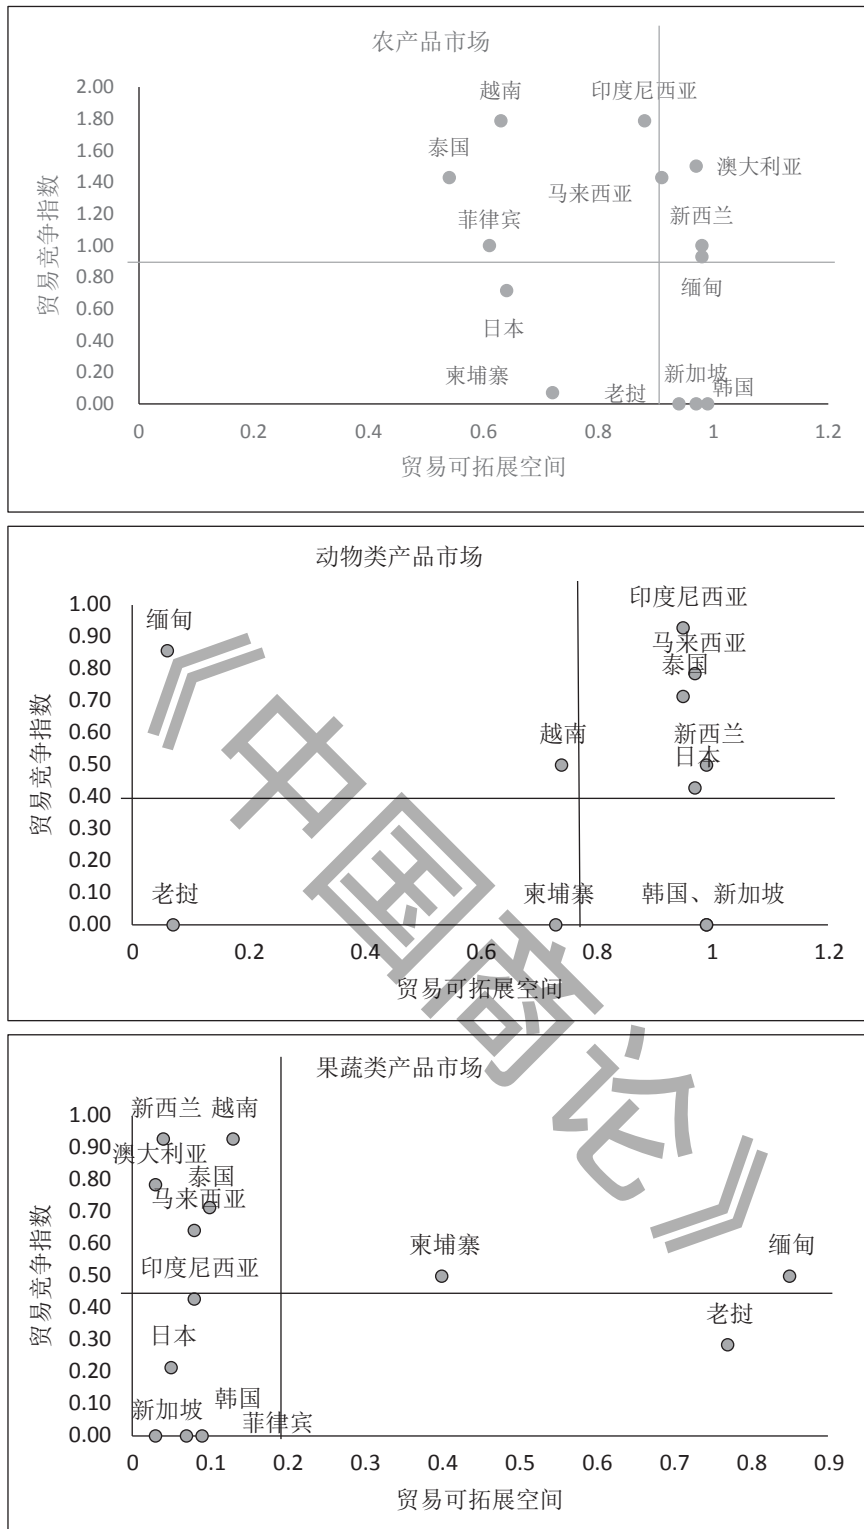 农产品市场
2.00
越南
印度尼西亚
1.80
泰国
1.60
澳大利亚
1.40
马来西亚
1.20
菲律宾
新西兰
1.00
0.80
缅甸
0.60
日本
0.40
柬埔寨
新加坡
0.20
老挝
韩国
0.00
0
0.2
0.4
0.6
0.8
1
1.2
贸易可拓展空间
贸易竞争指数
动物类产品市场
1.00
印度尼西亚
缅甸
0.90
马来西亚
0.80
泰国
0.70
越南
新西兰
0.60
日本
0.50
0.40
0.30
0.20
老挝
柬埔寨
韩国、新加坡
0.10
0.00
0
0.2
0.4
0.6
0.8
1
1.2
贸易可拓展空间
贸易竞争指数
果蔬类产品市场
1.00
新西兰
越南
0.90
澳大利亚
0.80
泰国
0.70
马来西亚
0.60
柬埔寨
缅甸
0.50
印度尼西亚
0.40
日本
老挝
0.30
0.20
韩国
0.10
新加坡
菲律宾
0.00
0
0.1
0.2
0.3
0.4
0.5
0.6
0.7
0.8
0.9
贸易可拓展空间
贸易竞争指数
《中国商论》